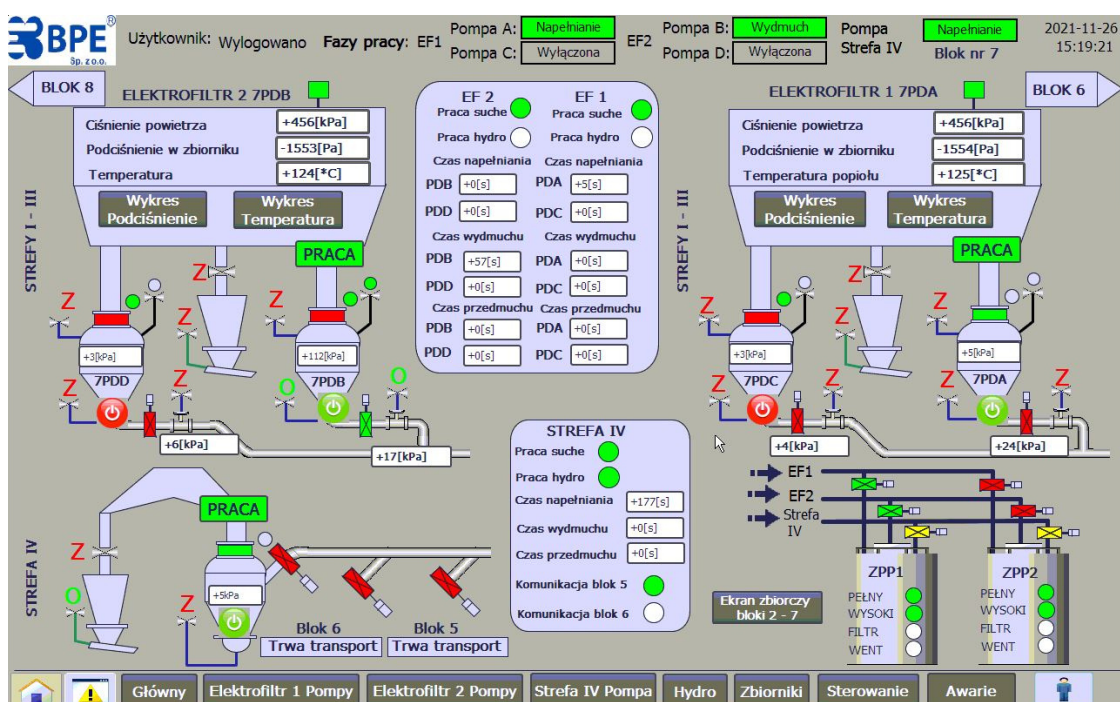 BPE®
Sp. z o.o.
Użytkownik: Wylogowano Fazy pracy: EF1 Pompa A: Napełnianie EF2 Pompa B: Wydmuch Pompa Strefa IV Napełnianie 2021-11-26
Pompa C: Wyłączona Pompa D: Wyłączona Blok nr 7 15:19:21
BLOK 8
ELEKTROFILTR 2 7PDB
Ciśnienie powietrza +456[kPa]
Podciśnienie w zbiorniku -1553[Pa]
Temperatura +124[*C]
Wykres Podciśnienie
Wykres Temperatura
STREFY I - III
PRACA
Z
Z
Z
Z
+3[kPa]
+112[kPa]
7PDD
7PDB
Z
Z
O
O
+6[kPa]
+17[kPa]
EF 2 EF 1
Praca suche Praca suche
Praca hydro Praca hydro
Czas napełniania Czas napełniania
PDB +0[s] PDA +5[s]
PDD +0[s] PDC +0[s]
Czas wydmuchu Czas wydmuchu
PDB +57[s] PDA +0[s]
PDD +0[s] PDC +0[s]
Czas przedmuchu Czas przedmuchu
PDB +0[s] PDA +0[s]
PDD +0[s] PDC +0[s]
ELEKTROFILTR 1 7PDA
BLOK 6
Ciśnienie powietrza +456[kPa]
Podciśnienie w zbiorniku -1554[Pa]
Temperatura popiołu +125[*C]
Wykres Podciśnienie
Wykres Temperatura
STREFY I - III
PRACA
Z
Z
Z
Z
+3[kPa]
+5[kPa]
7PDC
7PDA
Z
Z
Z
Z
+4[kPa]
+24[kPa]
STREFA IV
PRACA
Z
O
Z
+5kPa
Blok 6 Blok 5
Trwa transport Trwa transport
STREFA IV
Praca suche
Praca hydro
Czas napełniania +177[s]
Czas wydmuchu +0[s]
Czas przedmuchu +0[s]
Komunikacja blok 5
Komunikacja blok 6
EF1
EF2
Strefa
IV
Ekran zbiorczy
bloki 2 - 7
ZPP1 ZPP2
PEŁNY PEŁNY
WYSOKI WYSOKI
FILTR FILTR
WENT WENT
Główny Elektrofiltr 1 Pompy Elektrofiltr 2 Pompy Strefa IV Pompa Hydro Zbiorniki Sterowanie Awarie